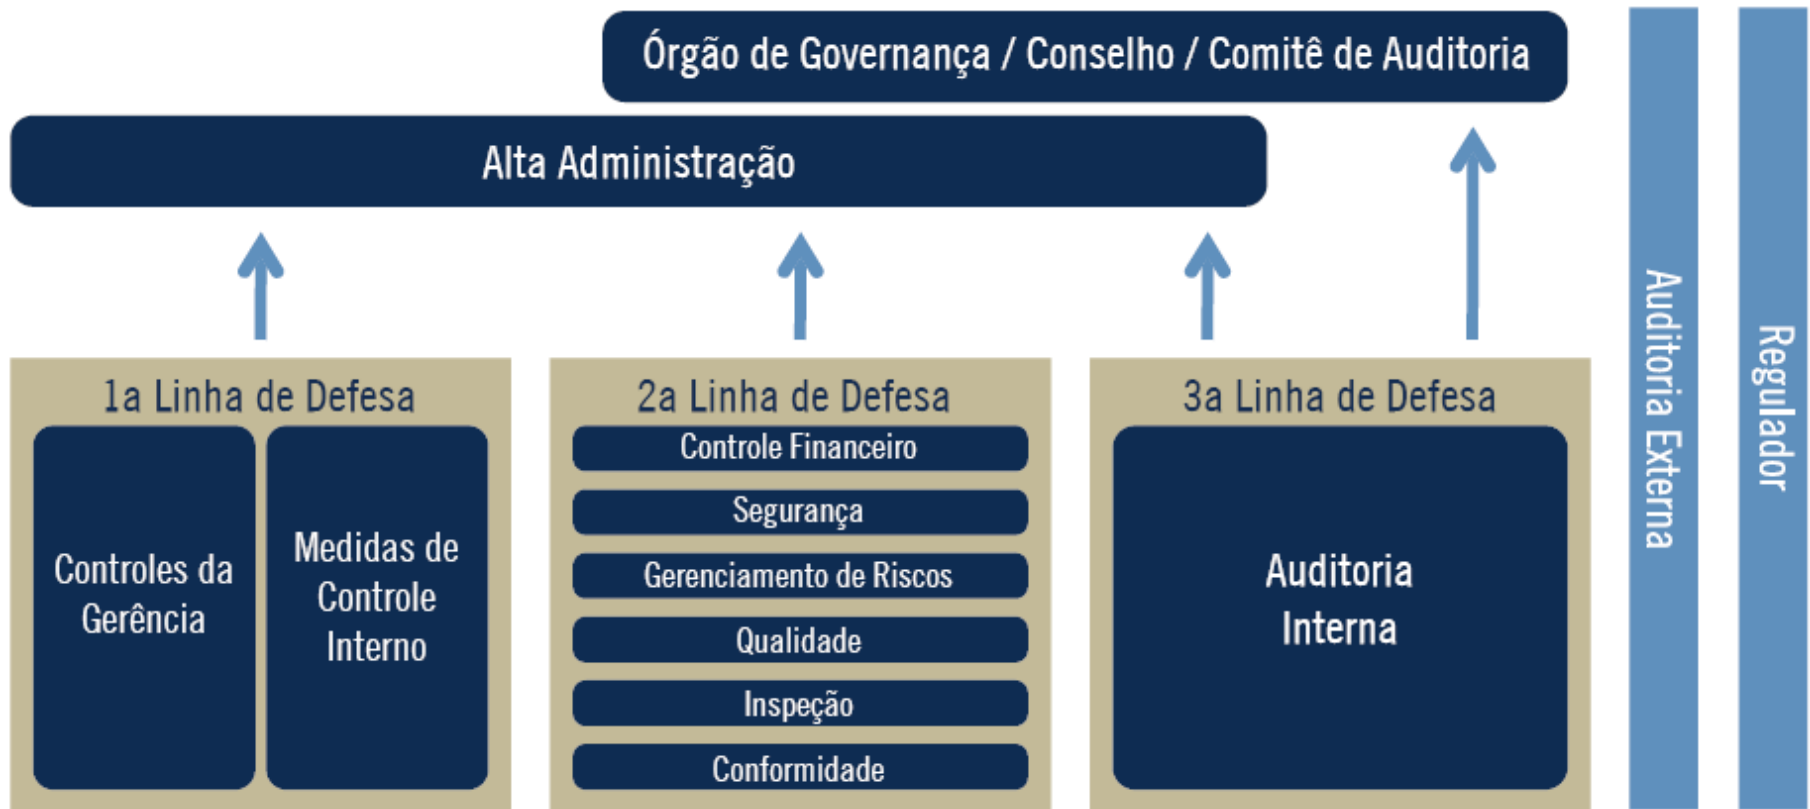 Órgão de Governança / Conselho / Comitê de Auditoria
Alta Administração
1a Linha de Defesa
Controles da
Gerência
Medidas de
Controle
Interno
2a Linha de Defesa
Controle Financeiro
Segurança
Gerenciamento de Riscos
Qualidade
Inspeção
Conformidade
3a Linha de Defesa
Auditoria
Interna
Auditoria Externa
Regulador